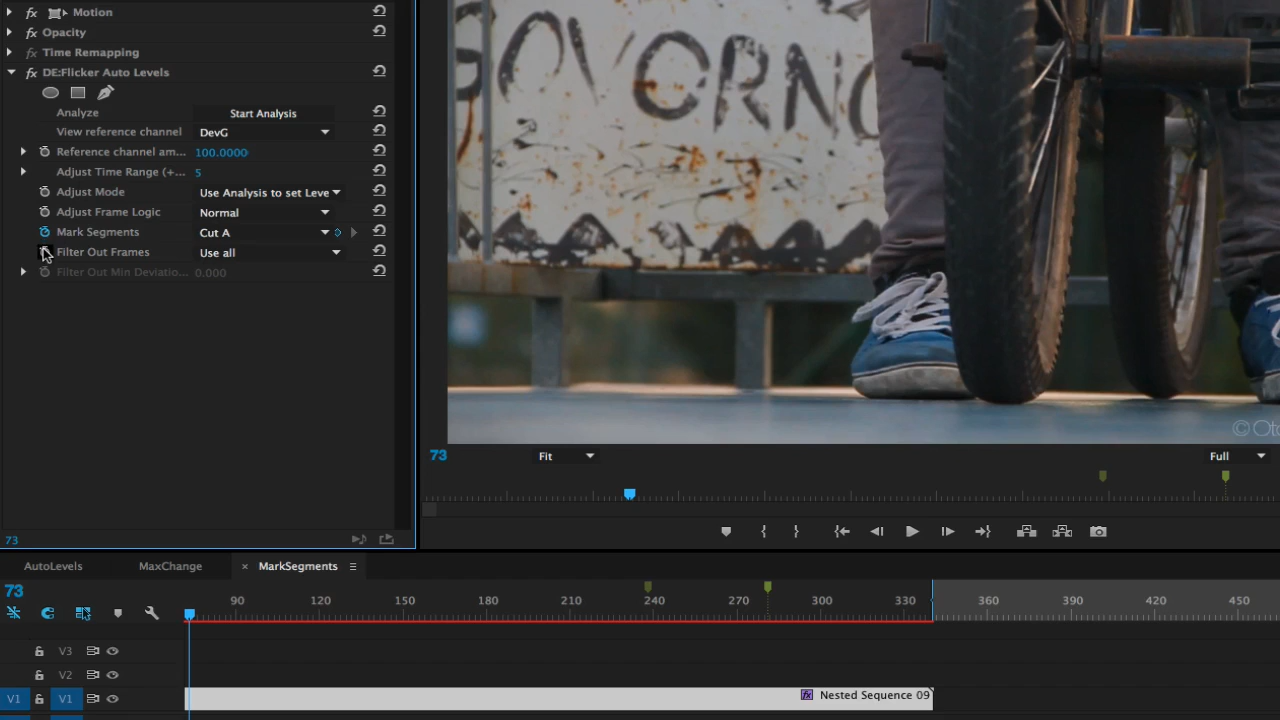 Motion
Opacity
Time Remapping
DE:Flicker Auto Levels
Analyze Start Analysis
View reference channel DevG
Reference channel am... 100.0000
Adjust Time Range (+... 5
Adjust Mode Use Analysis to set Leve
Adjust Frame Logic Normal
Mark Segments Cut A
Filter Out Frames Use all
Filter Out Min Deviatio... 0.000
73
GOVERNO
© Oto
73 Fit Full
AutoLevels × MarkSegments MaxChange
73
90 120 150 180 210 240 270 300 330 360 390 420 450
V3
V2
V1 V1 fx Nested Sequence 09